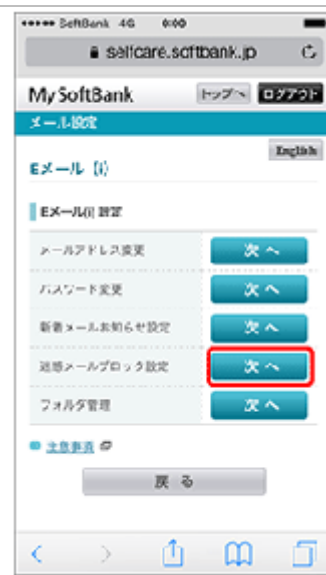 SoftBank 4G 0:00
selfcare.softbank.jp
My SoftBank トップへ ログアウト
メール設定
English
Eメール（i）
Eメール(i) 設定
メールアドレス変更 次へ
パスワード変更 次へ
新着メールお知らせ設定 次へ
迷惑メールブロック設定 次へ
フォルダ管理 次へ
注意事項
戻る